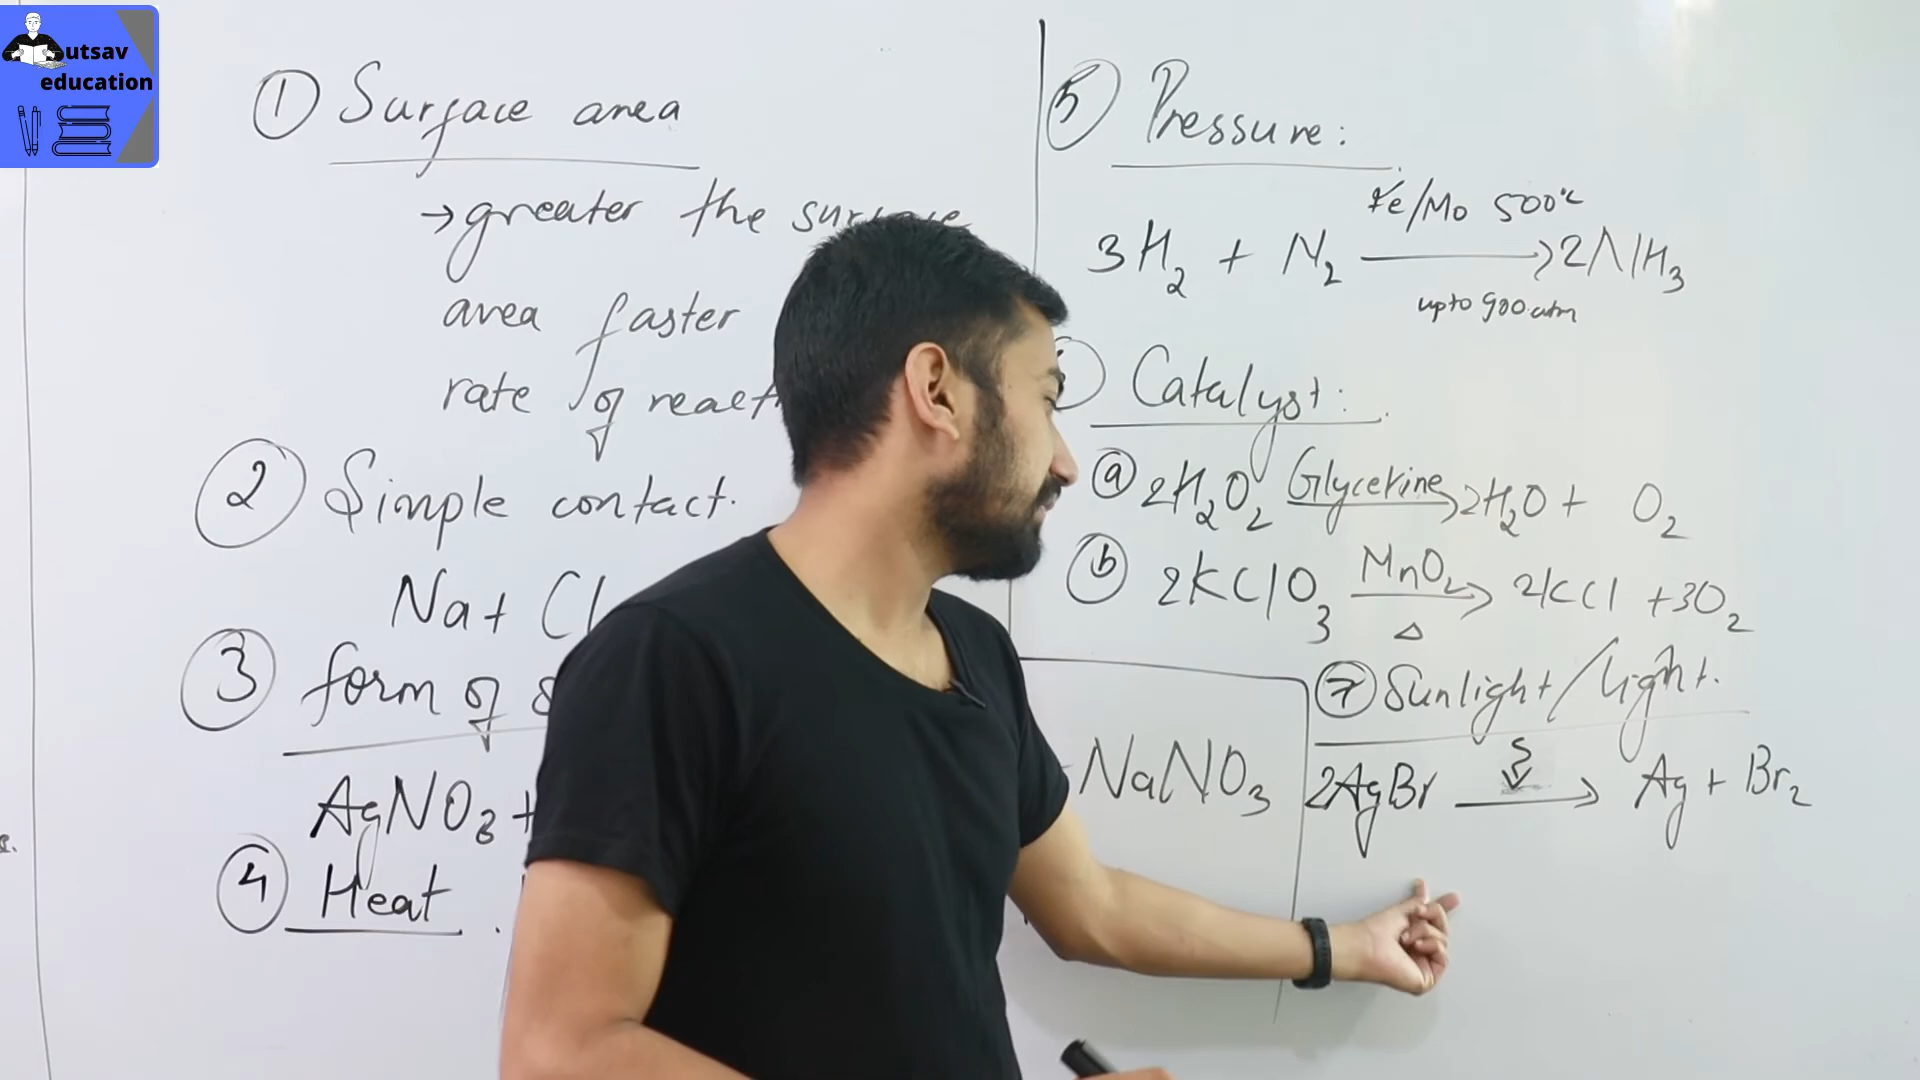 utsav
education
① Surface area
→ greater the surface
area faster
rate of react
② Simple contact.
Na + Cl
③ form of
AgNO3 +
④ Heat
⑤ Pressure:
Fe/Mo 500°C
3H2 + N2 → 2NH3
upto 900 atm
Catalyst:
ⓐ 2H2O2 Glycerine → 2H2O + O2
ⓑ 2KClO3 MnO2 → 2KCl + 3O2
△
NaNO3
⑦ Sunlight/light.
2AgBr → Ag + Br2